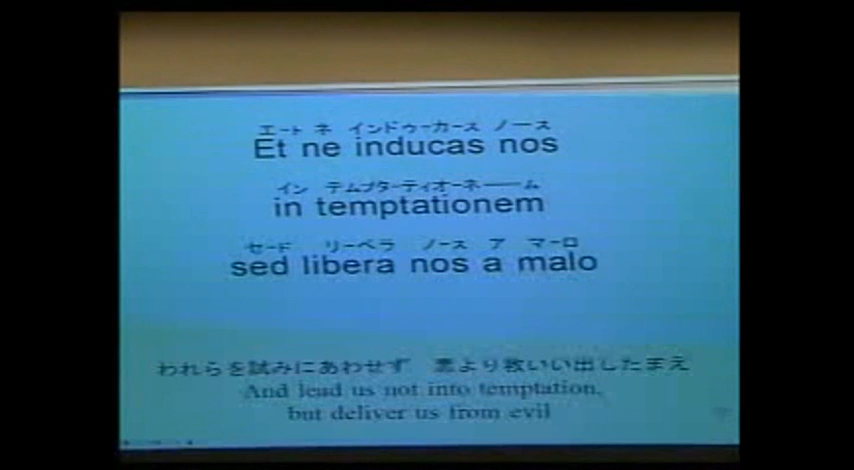 エート ネ インドゥーカース ノース
Et ne inducas nos
イン テムプターティオーネーーム
in temptationem
セード リーベラ ノース ア マーロ
sed libera nos a malo
われらを試みにあわせず 悪より救いい出したまえ
And lead us not into temptation,
but deliver us from evil